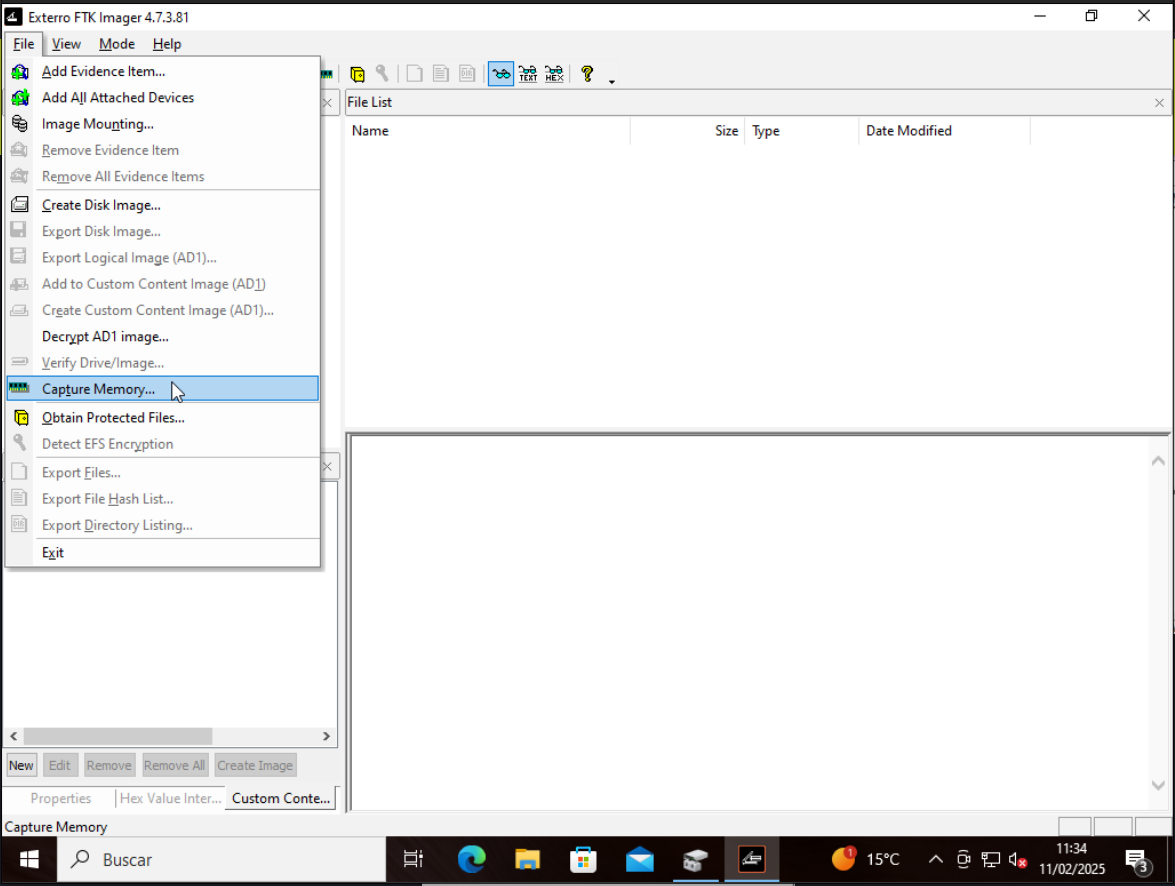 Exterro FTK Imager 4.7.3.81
File View Mode Help
Add Evidence Item...
Add All Attached Devices
Image Mounting...
Remove Evidence Item
Remove All Evidence Items
Create Disk Image...
Export Disk Image...
Export Logical Image (AD1)...
Add to Custom Content Image (AD1)
Create Custom Content Image (AD1)...
Decrypt AD1 image...
Verify Drive/Image...
Capture Memory...
Obtain Protected Files...
Detect EFS Encryption
Export Files...
Export File Hash List...
Export Directory Listing...
Exit
TEXT HEX
File List
Name Size Type Date Modified
New Edit Remove Remove All Create Image
Properties Hex Value Inter... Custom Conte...
Capture Memory
Buscar
1
15°C
11:34
11/02/2025
3